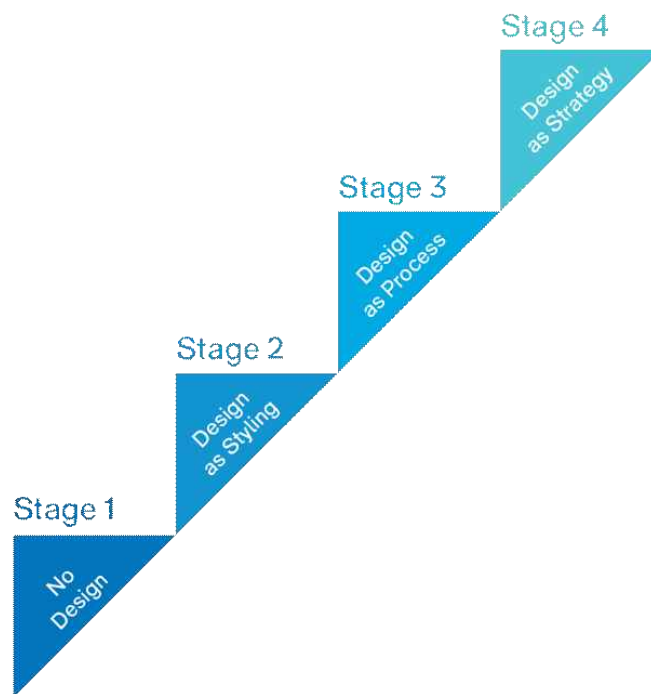 Stage 4
Design
as Strategy
Stage 3
Design
as Process
Stage 2
Design
as Styling
Stage 1
No
Design